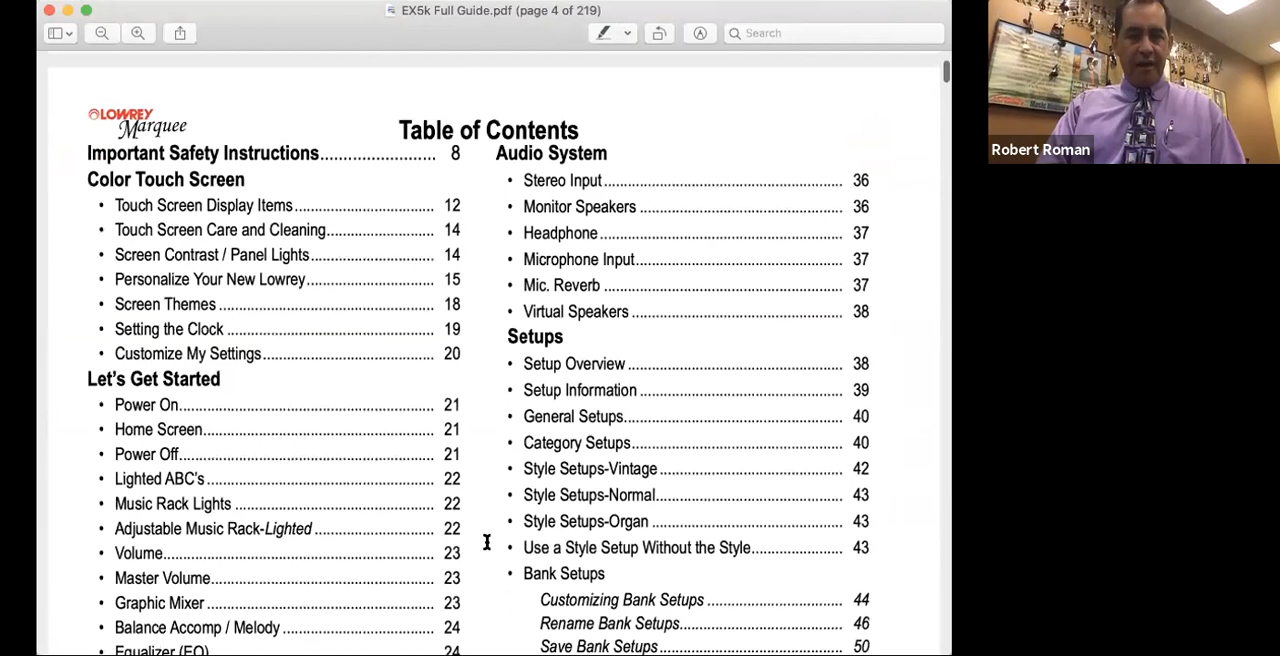 EX5k Full Guide.pdf (page 4 of 219)
Search
LOWREY
Marquee
Table of Contents
Important Safety Instructions........................ 8
Color Touch Screen
• Touch Screen Display Items................................... 12
• Touch Screen Care and Cleaning........................... 14
• Screen Contrast / Panel Lights............................... 14
• Personalize Your New Lowrey................................ 15
• Screen Themes ...................................................... 18
• Setting the Clock .................................................... 19
• Customize My Settings........................................... 20
Let's Get Started
• Power On................................................................ 21
• Home Screen.......................................................... 21
• Power Off................................................................ 21
• Lighted ABC's ......................................................... 22
• Music Rack Lights ................................................... 22
• Adjustable Music Rack-Lighted .............................. 22
• Volume.................................................................... 23
• Master Volume........................................................ 23
• Graphic Mixer ......................................................... 23
• Balance Accomp / Melody ...................................... 24
Equalizer (EQ) ........................................................ 24
Audio System
• Stereo Input............................................................ 36
• Monitor Speakers ................................................... 36
• Headphone............................................................. 37
• Microphone Input.................................................... 37
• Mic. Reverb ............................................................ 37
• Virtual Speakers ..................................................... 38
Setups
• Setup Overview ...................................................... 38
• Setup Information ................................................... 39
• General Setups....................................................... 40
• Category Setups..................................................... 40
• Style Setups-Vintage .............................................. 42
• Style Setups-Normal............................................... 43
• Style Setups-Organ ................................................ 43
• Use a Style Setup Without the Style....................... 43
• Bank Setups
Customizing Bank Setups .................................. 44
Rename Bank Setups......................................... 46
Save Bank Setups.............................................. 50
Robert Roman